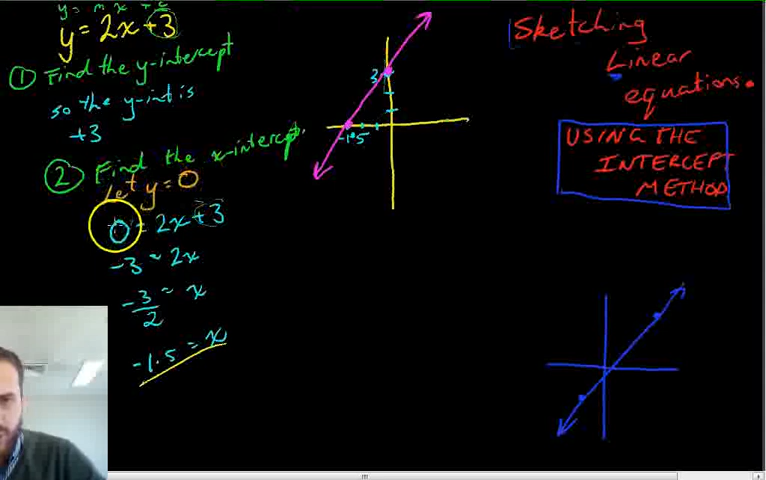 y = m x + c
y = 2x + 3
① Find the y-intercept
so the y-int is
+3
② Find the x-intercept.
Let y = 0
0 = 2x + 3
-3 = 2x
-3/2 = x
-1.5 = x
3
-1.5
Sketching
Linear
equations.
USING THE
INTERCEPT
METHOD